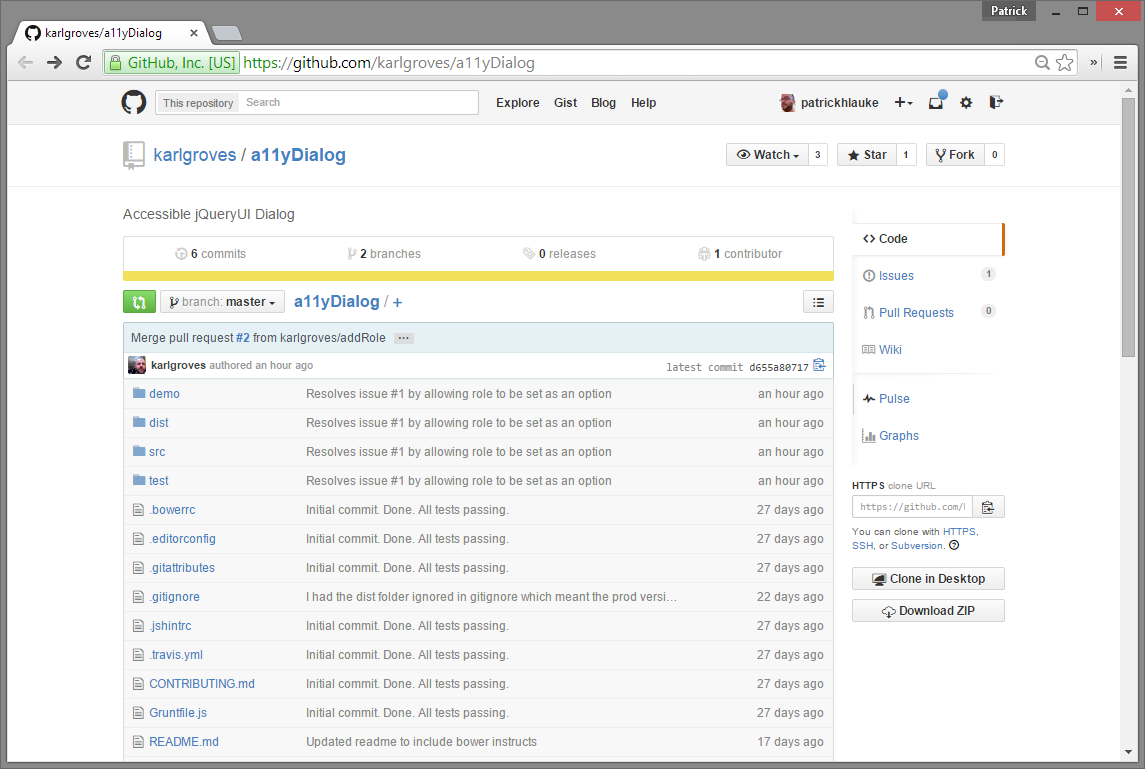 Patrick
karlgroves/a11yDialog
GitHub, Inc. [US] https://github.com/karlgroves/a11yDialog
This repository Search Explore Gist Blog Help patrickhlauke
karlgroves / a11yDialog Watch 3 Star 1 Fork 0
Accessible jQueryUI Dialog
6 commits 2 branches 0 releases 1 contributor
branch: master a11yDialog / +
Merge pull request #2 from karlgroves/addRole ...
karlgroves authored an hour ago latest commit d655a80717
demo Resolves issue #1 by allowing role to be set as an option an hour ago
dist Resolves issue #1 by allowing role to be set as an option an hour ago
src Resolves issue #1 by allowing role to be set as an option an hour ago
test Resolves issue #1 by allowing role to be set as an option an hour ago
.bowerrc Initial commit. Done. All tests passing. 27 days ago
.editorconfig Initial commit. Done. All tests passing. 27 days ago
.gitattributes Initial commit. Done. All tests passing. 27 days ago
.gitignore I had the dist folder ignored in gitignore which meant the prod versi… 22 days ago
.jshintrc Initial commit. Done. All tests passing. 27 days ago
.travis.yml Initial commit. Done. All tests passing. 27 days ago
CONTRIBUTING.md Initial commit. Done. All tests passing. 27 days ago
Gruntfile.js Initial commit. Done. All tests passing. 27 days ago
README.md Updated readme to include bower instructs 17 days ago
Code
Issues 1
Pull Requests 0
Wiki
Pulse
Graphs
HTTPS clone URL
https://github.com/
You can clone with HTTPS,
SSH, or Subversion.
Clone in Desktop
Download ZIP